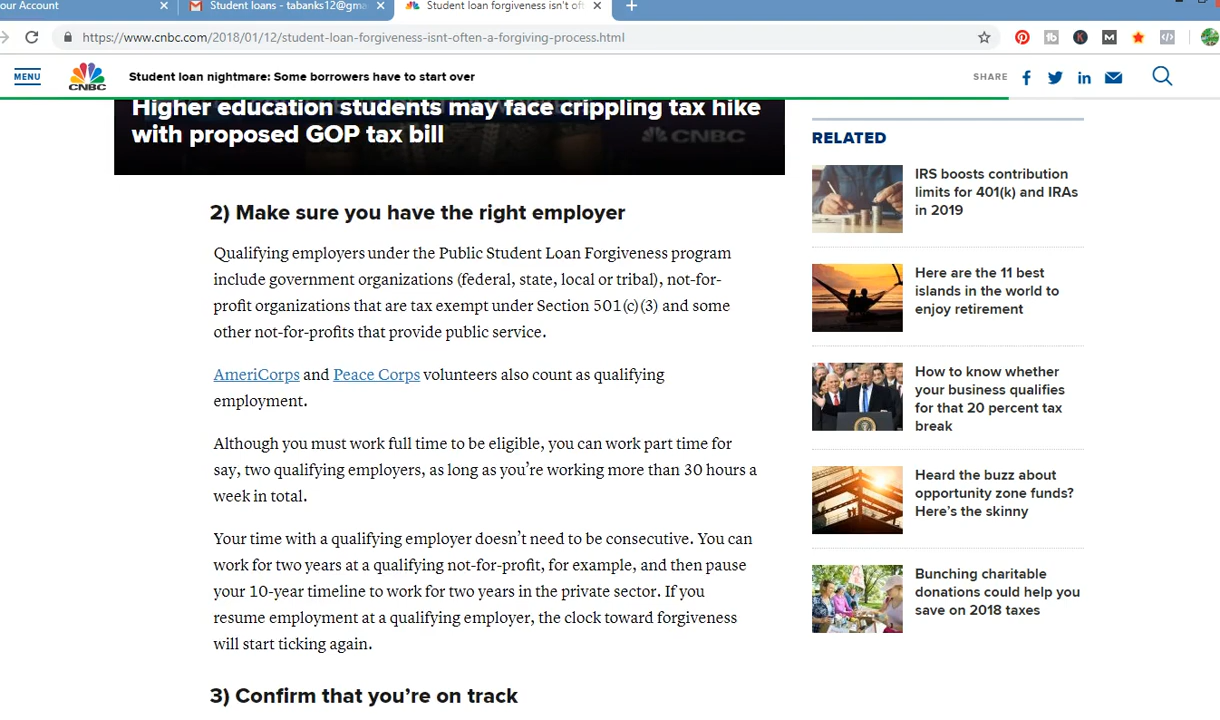 our Account
Student loans - tabanks12@gma
Student loan forgiveness isn't oft
https://www.cnbc.com/2018/01/12/student-loan-forgiveness-isnt-often-a-forgiving-process.html
MENU
CNBC
Student loan nightmare: Some borrowers have to start over
SHARE
Higher education students may face crippling tax hike
with proposed GOP tax bill
CNBC
2) Make sure you have the right employer
Qualifying employers under the Public Student Loan Forgiveness program
include government organizations (federal, state, local or tribal), not-for-
profit organizations that are tax exempt under Section 501(c)(3) and some
other not-for-profits that provide public service.
AmeriCorps and Peace Corps volunteers also count as qualifying
employment.
Although you must work full time to be eligible, you can work part time for
say, two qualifying employers, as long as you're working more than 30 hours a
week in total.
Your time with a qualifying employer doesn't need to be consecutive. You can
work for two years at a qualifying not-for-profit, for example, and then pause
your 10-year timeline to work for two years in the private sector. If you
resume employment at a qualifying employer, the clock toward forgiveness
will start ticking again.
3) Confirm that you're on track
RELATED
IRS boosts contribution
limits for 401(k) and IRAs
in 2019
Here are the 11 best
islands in the world to
enjoy retirement
How to know whether
your business qualifies
for that 20 percent tax
break
Heard the buzz about
opportunity zone funds?
Here's the skinny
Bunching charitable
donations could help you
save on 2018 taxes